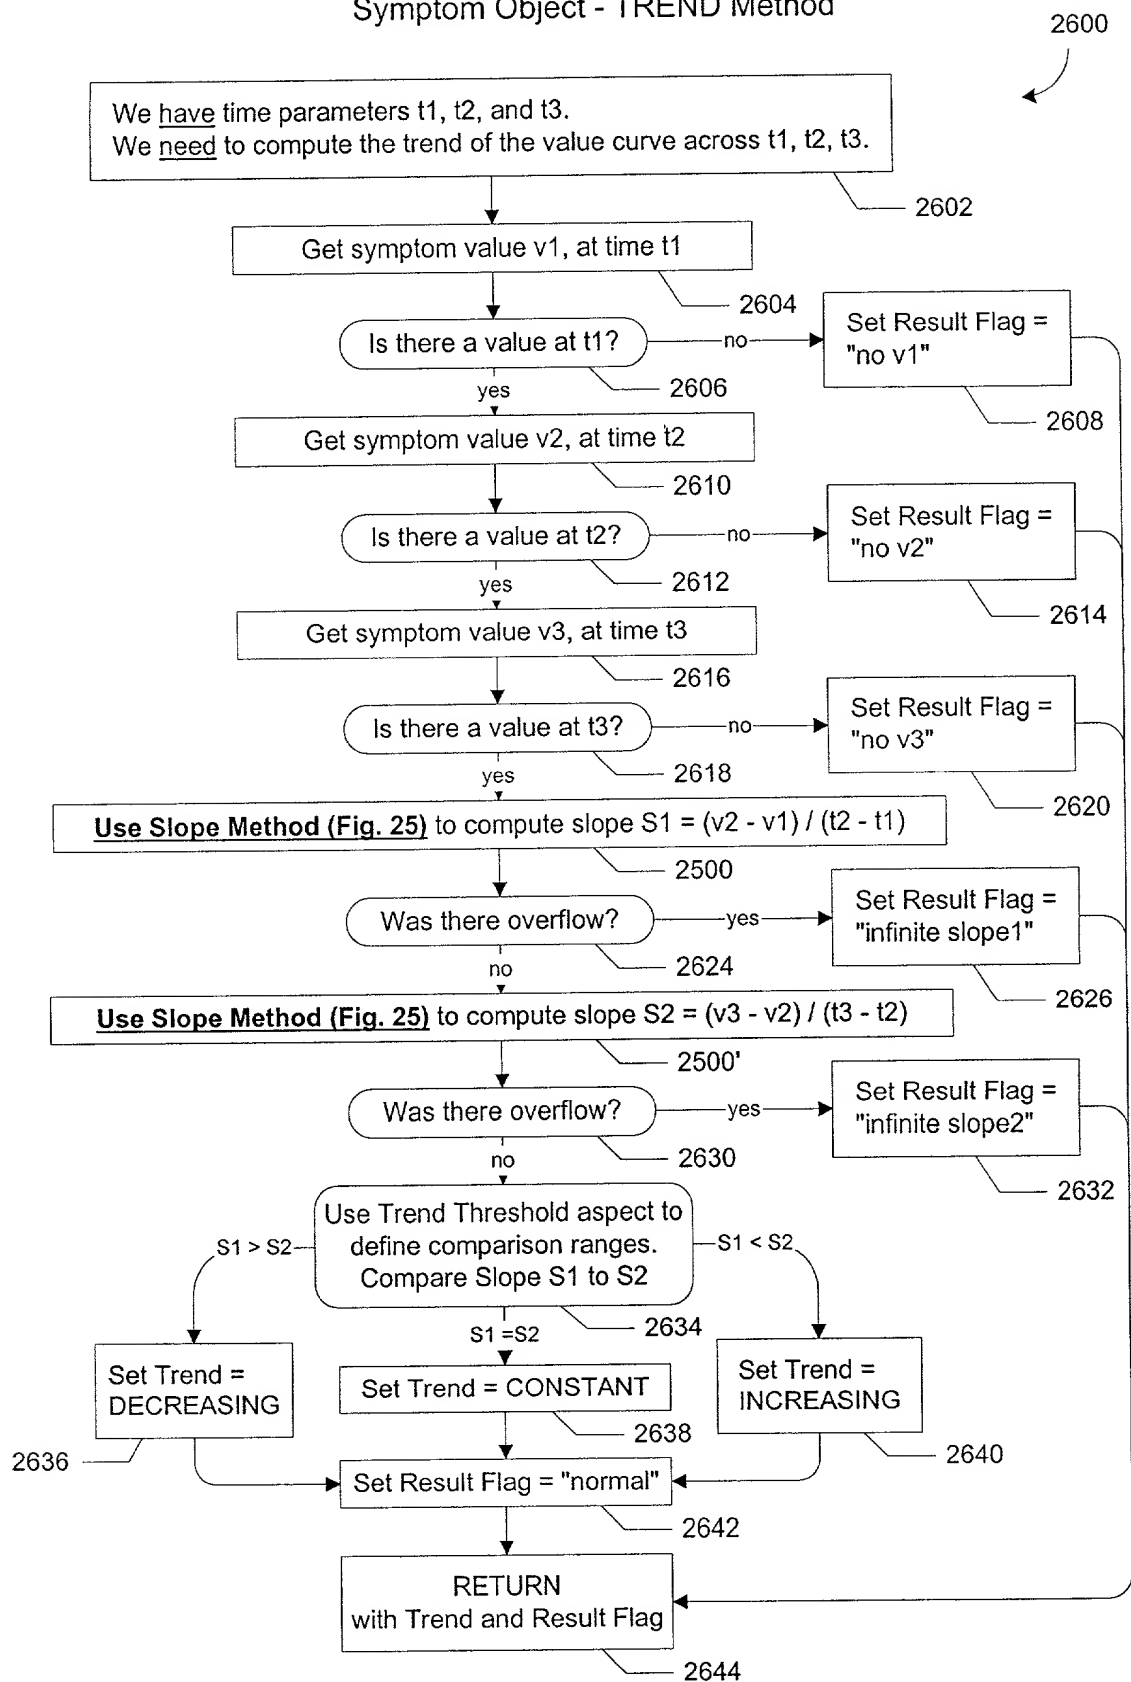 Symptom Object - TREND Method
2600
We have time parameters t1, t2, and t3.
We need to compute the trend of the value curve across t1, t2, t3.
2602
Get symptom value v1, at time t1
2604
Is there a value at t1?
no
Set Result Flag =
"no v1"
2606
2608
yes
Get symptom value v2, at time t2
2610
Is there a value at t2?
no
Set Result Flag =
"no v2"
2612
2614
yes
Get symptom value v3, at time t3
2616
Is there a value at t3?
no
Set Result Flag =
"no v3"
2618
2620
yes
Use Slope Method (Fig. 25) to compute slope S1 = (v2 - v1) / (t2 - t1)
2500
Was there overflow?
yes
Set Result Flag =
"infinite slope1"
2624
2626
no
Use Slope Method (Fig. 25) to compute slope S2 = (v3 - v2) / (t3 - t2)
2500'
Was there overflow?
yes
Set Result Flag =
"infinite slope2"
2630
2632
no
Use Trend Threshold aspect to
define comparison ranges.
Compare Slope S1 to S2
S1 > S2
S1 < S2
2634
S1 =S2
Set Trend =
DECREASING
2636
Set Trend = CONSTANT
2638
Set Trend =
INCREASING
2640
Set Result Flag = "normal"
2642
RETURN
with Trend and Result Flag
2644